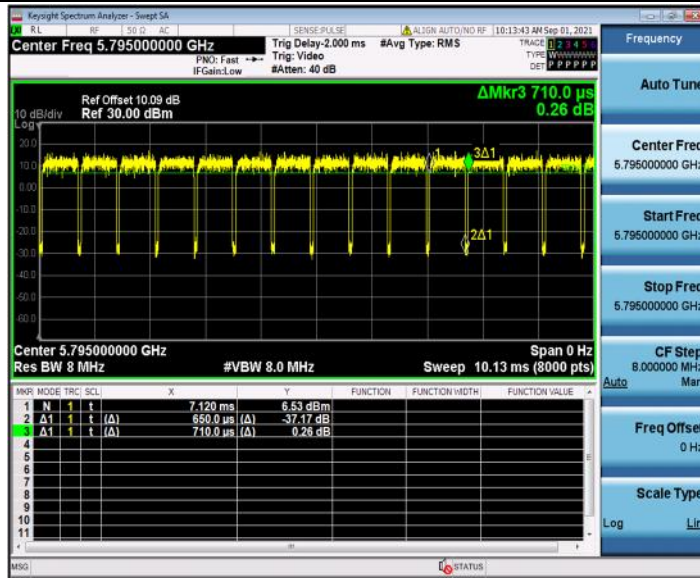 Keysight Spectrum Analyzer - Swept SA
RL RF 50 Ω AC SENSE:PULSE ALIGN AUTO/NO RF 10:13:43 AM Sep 01, 2021
Center Freq 5.795000000 GHz
PNO: Fast
IFGain:Low
Trig Delay-2.000 ms
Trig: Video
#Atten: 40 dB
#Avg Type: RMS
TRACE 1 2 3 4 5 6
TYPE WWWWWW
DET P P P P P P
Frequency
Auto Tune
Center Freq
5.795000000 GHz
Start Freq
5.795000000 GHz
Stop Freq
5.795000000 GHz
CF Step
8.000000 MHz
Auto Man
Freq Offset
0 Hz
Scale Type
Log Lin
ΔMkr3 710.0 µs
0.26 dB
Ref Offset 10.09 dB
10 dB/div Ref 30.00 dBm
Log
20.0
10.0
0.00
-10.0
-20.0
-30.0
-40.0
-50.0
-60.0
1
3Δ1
2Δ1
Center 5.795000000 GHz Span 0 Hz
Res BW 8 MHz #VBW 8.0 MHz Sweep 10.13 ms (8000 pts)
MKR MODE TRC SCL X Y FUNCTION FUNCTION WIDTH FUNCTION VALUE
1 N 1 t 7.120 ms 6.53 dBm
2 Δ1 1 t (Δ) 650.0 µs (Δ) -37.17 dB
3 Δ1 1 t (Δ) 710.0 µs (Δ) 0.26 dB
4
5
6
7
8
9
10
11
MSG STATUS